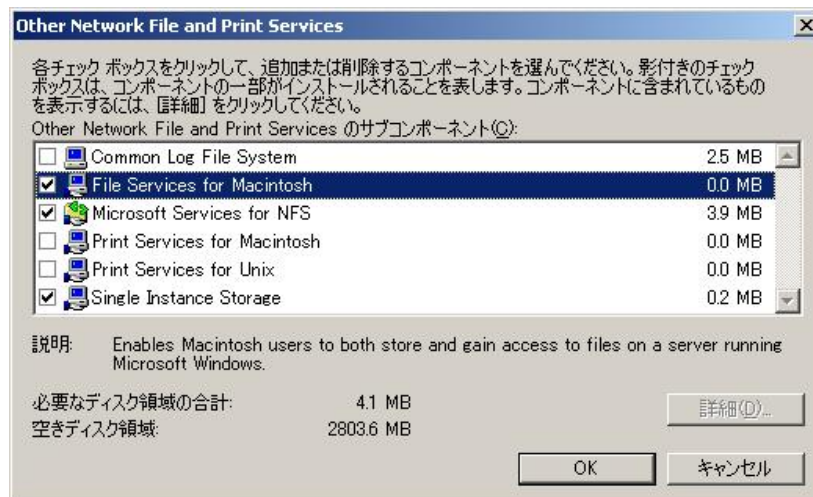 Other Network File and Print Services
各チェック ボックスをクリックして、追加または削除するコンポーネントを選んでください。影付きのチェック
ボックスは、コンポーネントの一部がインストールされることを表します。コンポーネントに含まれているもの
を表示するには、[詳細] をクリックしてください。
Other Network File and Print Services のサブコンポーネント(C):
Common Log File System 2.5 MB
File Services for Macintosh 0.0 MB
Microsoft Services for NFS 3.9 MB
Print Services for Macintosh 0.0 MB
Print Services for Unix 0.0 MB
Single Instance Storage 0.2 MB
説明: Enables Macintosh users to both store and gain access to files on a server running
Microsoft Windows.
必要なディスク領域の合計: 4.1 MB
空きディスク領域: 2803.6 MB
詳細(D)...
OK キャンセル